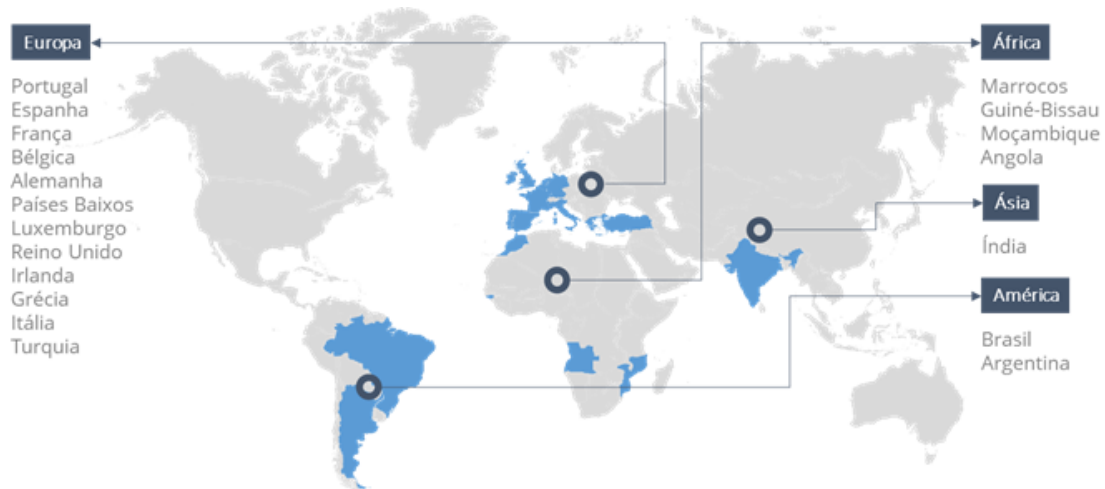 Europa
Portugal
Espanha
França
Bélgica
Alemanha
Países Baixos
Luxemburgo
Reino Unido
Irlanda
Grécia
Itália
Turquia
África
Marrocos
Guiné-Bissau
Moçambique
Angola
Ásia
Índia
América
Brasil
Argentina